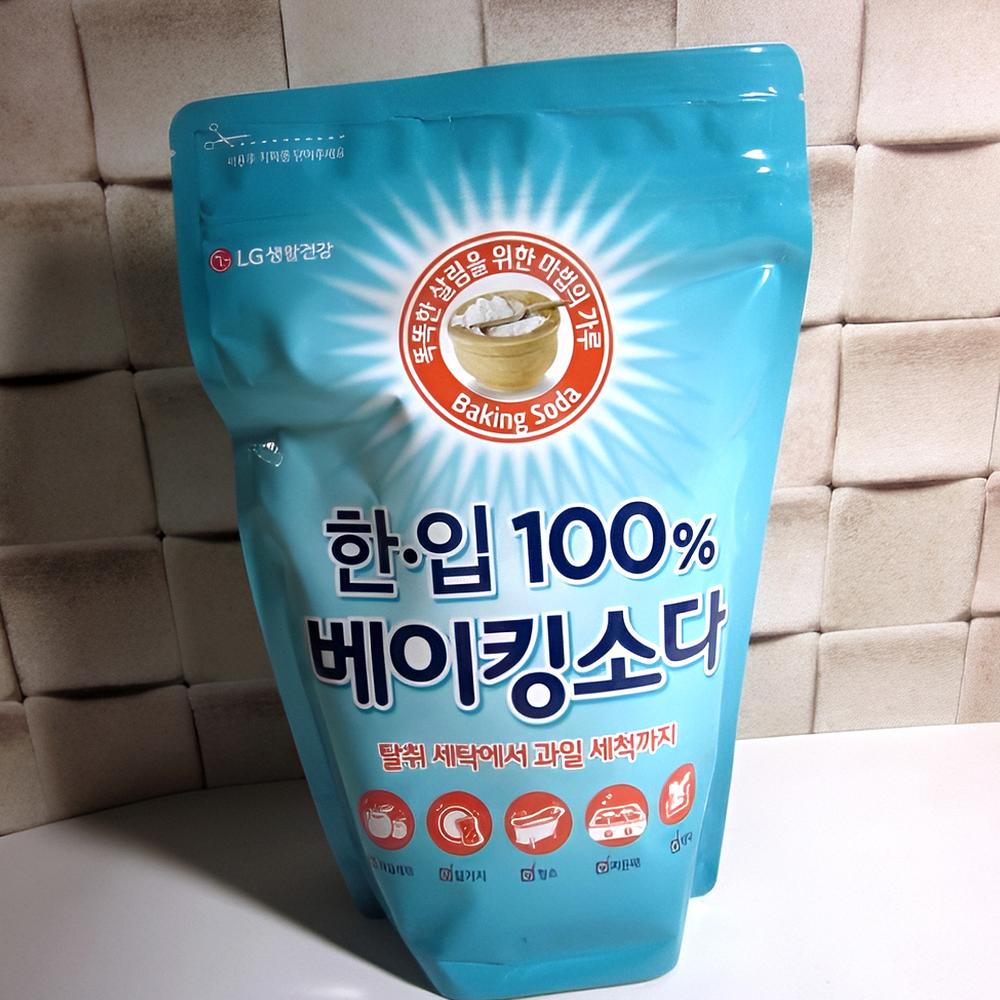 LG생활건강
똑똑한 살림을 위한 마법의 가루
Baking Soda
한·입 100%
베이킹소다
탈취 세탁에서 과일 세척까지